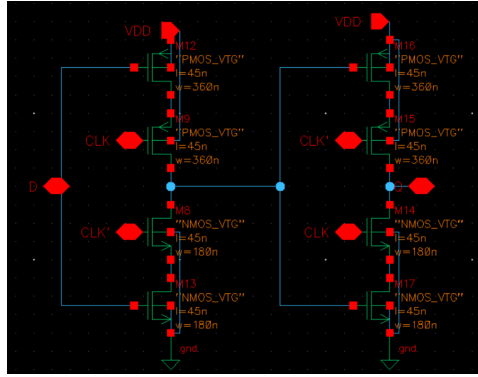 VDD
M12
"PMOS_VTG"
l=45n
w=360n
M9
"PMOS_VTG"
l=45n
w=360n
CLK
D
M8
"NMOS_VTG"
l=45n
w=180n
CLK'
M13
"NMOS_VTG"
l=45n
w=180n
gnd
VDD
M16
"PMOS_VTG"
l=45n
w=360n
M15
"PMOS_VTG"
l=45n
w=360n
CLK'
Q
M14
"NMOS_VTG"
l=45n
w=180n
CLK
M17
"NMOS_VTG"
l=45n
w=180n
gnd